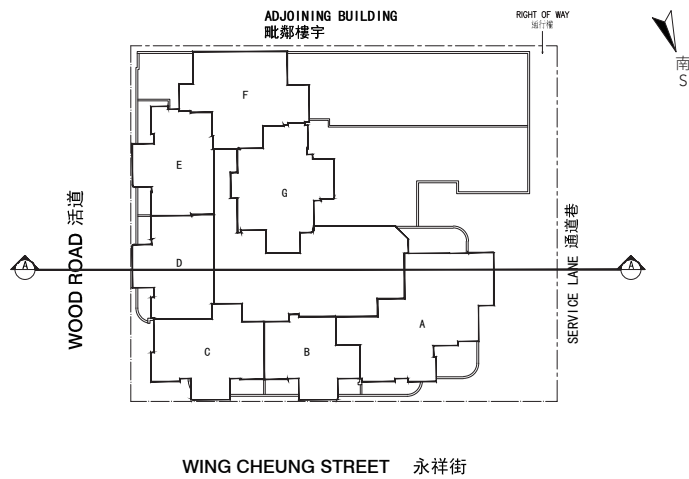 ADJOINING BUILDING
毗鄰樓宇
RIGHT OF WAY
通行權
南
S
F
E
G
WOOD ROAD 活道
SERVICE LANE 通道巷
D
A
A
A
C
B
WING CHEUNG STREET 永祥街